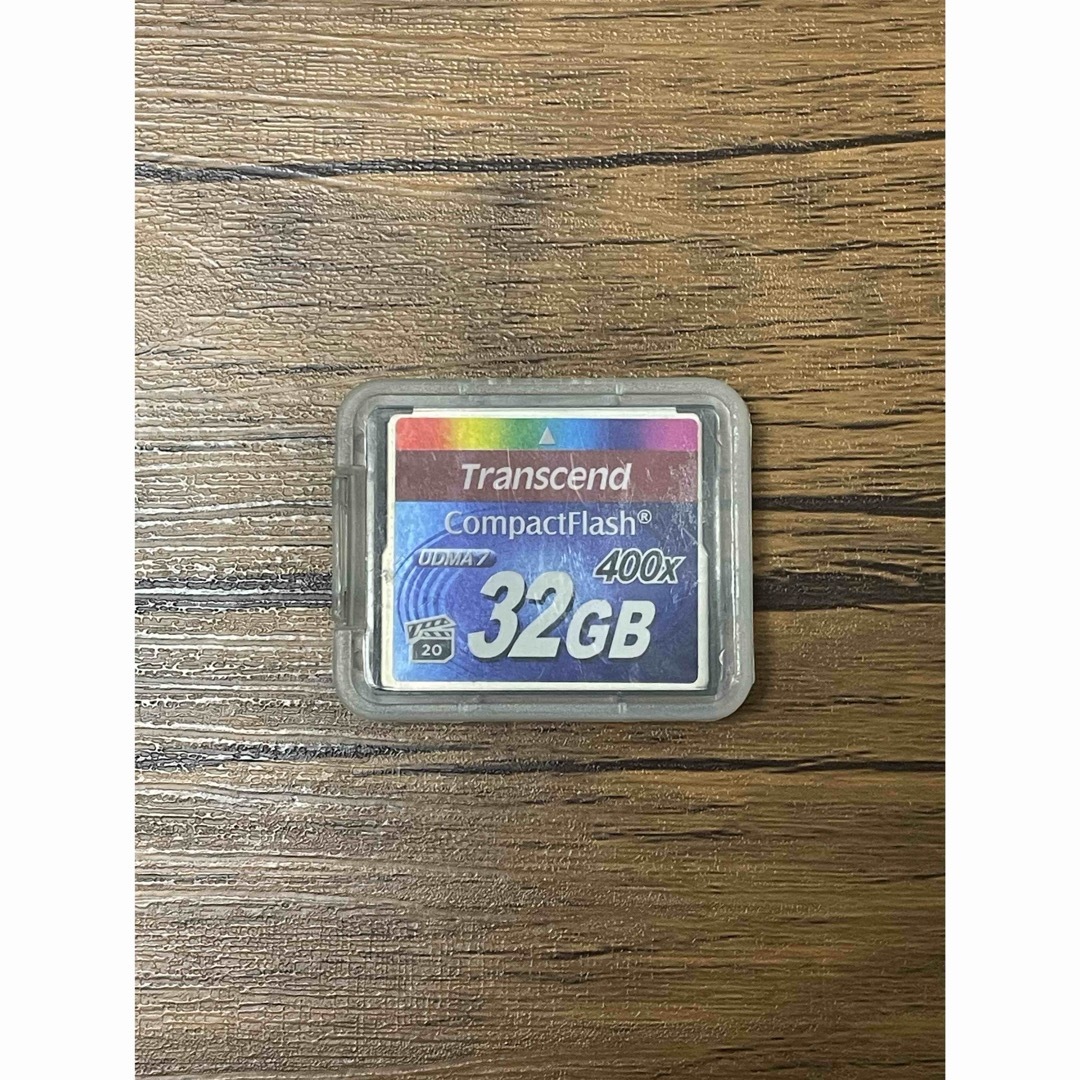 Transcend
CompactFlash®
UDMA7
400x
32GB
20